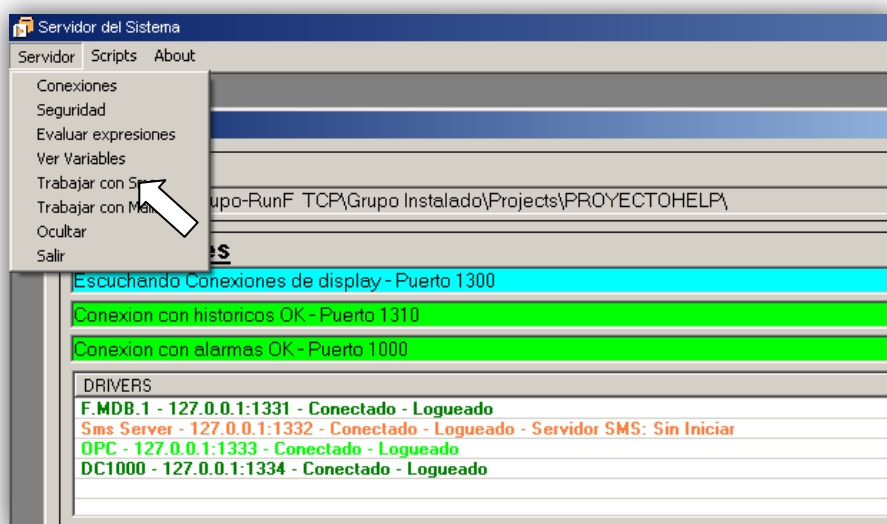 Servidor del Sistema
Servidor Scripts About
Conexiones
Seguridad
Evaluar expresiones
Ver Variables
Trabajar con
Trabajar con
upo-RunF TCP\Grupo Instalado\Projects\PROYECTOHELP\
Ocultar
Salir
es
Escuchando Conexiones de display - Puerto 1300
Conexion con historicos OK - Puerto 1310
Conexion con alarmas OK - Puerto 1000
DRIVERS
F.MDB.1 - 127.0.0.1:1331 - Conectado - Logueado
Sms Server - 127.0.0.1:1332 - Conectado - Logueado - Servidor SMS: Sin Iniciar
OPC - 127.0.0.1:1333 - Conectado - Logueado
DC1000 - 127.0.0.1:1334 - Conectado - Logueado